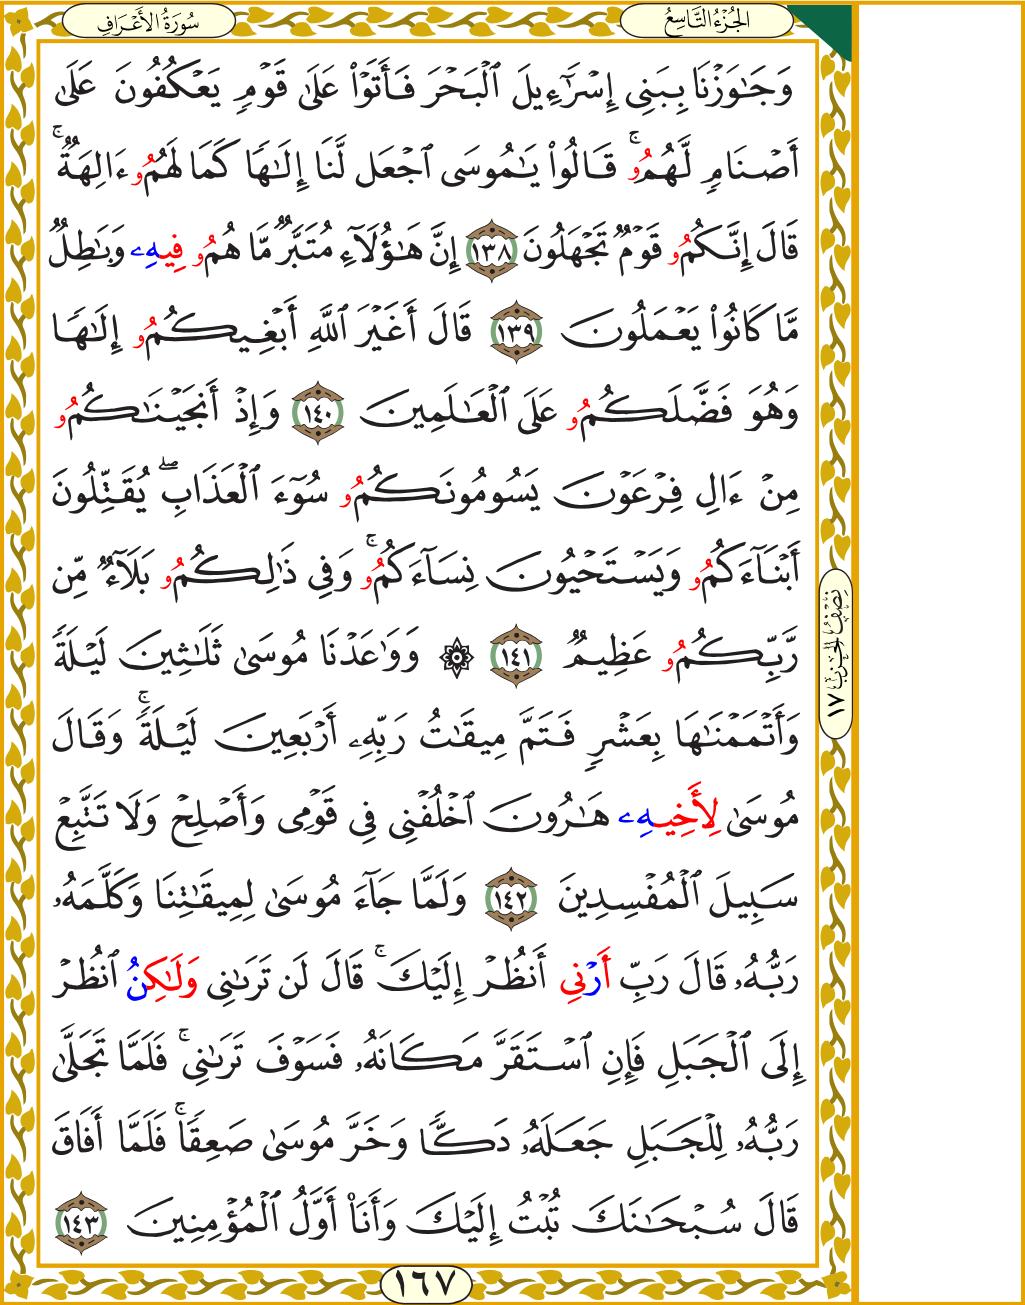 الجُزْءُ التَّاسِعُ
سُورَةُ الأَعْرَافِ
وَجَٰوَزْنَا بِبَنِىٓ إِسْرَٰٓءِيلَ ٱلْبَحْرَ فَأَتَوْا۟ عَلَىٰ قَوْمٍ يَعْكُفُونَ عَلَىٰٓ
أَصْنَامٍ لَّهُمُۥ ۚ قَالُوا۟ يَٰمُوسَى ٱجْعَل لَّنَآ إِلَٰهًا كَمَا لَهُمُۥ ءَالِهَةٌ ۚ
قَالَ إِنَّكُمُۥ قَوْمٌ تَجْهَلُونَ ١٣٨ إِنَّ هَٰٓؤُلَآءِ مُتَبَّرٌ مَّا هُمُۥ فِيهِۦ وَبَٰطِلٌ
مَّا كَانُوا۟ يَعْمَلُونَ ١٣٩ قَالَ أَغَيْرَ ٱللَّهِ أَبْغِيكُمُۥ إِلَٰهًا
وَهُوَ فَضَّلَكُمُۥ عَلَى ٱلْعَٰلَمِينَ ١٤٠ وَإِذْ أَنجَيْنَٰكُمُۥ
مِنْ ءَالِ فِرْعَوْنَ يَسُومُونَكُمُۥ سُوٓءَ ٱلْعَذَابِ ۖ يُقَتِّلُونَ
أَبْنَآءَكُمُۥ وَيَسْتَحْيُونَ نِسَآءَكُمُۥ ۚ وَفِى ذَٰلِكُمُۥ بَلَآءٌ مِّن
رَّبِّكُمُۥ عَظِيمٌ ١٤١ ۞ وَوَٰعَدْنَا مُوسَىٰ ثَلَٰثِينَ لَيْلَةً
وَأَتْمَمْنَٰهَا بِعَشْرٍ فَتَمَّ مِيقَٰتُ رَبِّهِۦٓ أَرْبَعِينَ لَيْلَةً ۚ وَقَالَ
مُوسَىٰ لِأَخِيهِۦ هَٰرُونَ ٱخْلُفْنِى فِى قَوْمِى وَأَصْلِحْ وَلَا تَتَّبِعْ
سَبِيلَ ٱلْمُفْسِدِينَ ١٤٢ وَلَمَّا جَآءَ مُوسَىٰ لِمِيقَٰتِنَا وَكَلَّمَهُۥ
رَبُّهُۥ قَالَ رَبِّ أَرْنِى أَنظُرْ إِلَيْكَ ۚ قَالَ لَن تَرَىٰنِى وَلَٰكِنُ ٱنظُرْ
إِلَى ٱلْجَبَلِ فَإِنِ ٱسْتَقَرَّ مَكَانَهُۥ فَسَوْفَ تَرَىٰنِى ۚ فَلَمَّا تَجَلَّىٰ
رَبُّهُۥ لِلْجَبَلِ جَعَلَهُۥ دَكًّا وَخَرَّ مُوسَىٰ صَعِقًا ۚ فَلَمَّآ أَفَاقَ
قَالَ سُبْحَٰنَكَ تُبْتُ إِلَيْكَ وَأَنَا۠ أَوَّلُ ٱلْمُؤْمِنِينَ ١٤٣
نِصْفُ الحِزْبِ ١٧
١٦٧